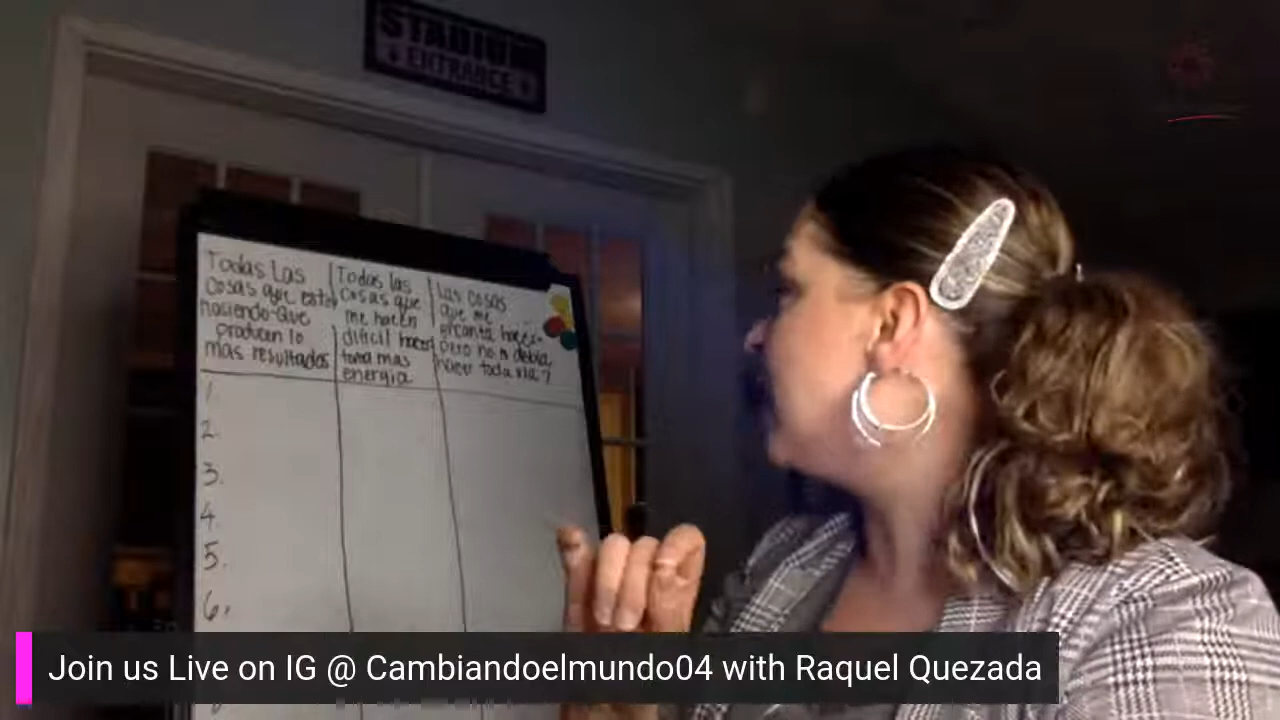 STADIUM
ENTRANCE
Todas Las
Cosas que estoy
haciendo que
producen lo
mas resultados
Todas las
Cosas que
me hacen
dificil hacer
toma mas
energia
Las cosas
que me
encanta hacer
pero no debia
hacer toda via?
1.
2.
3.
4.
5.
6.
Join us Live on IG @ Cambiandoelmundo04 with Raquel Quezada